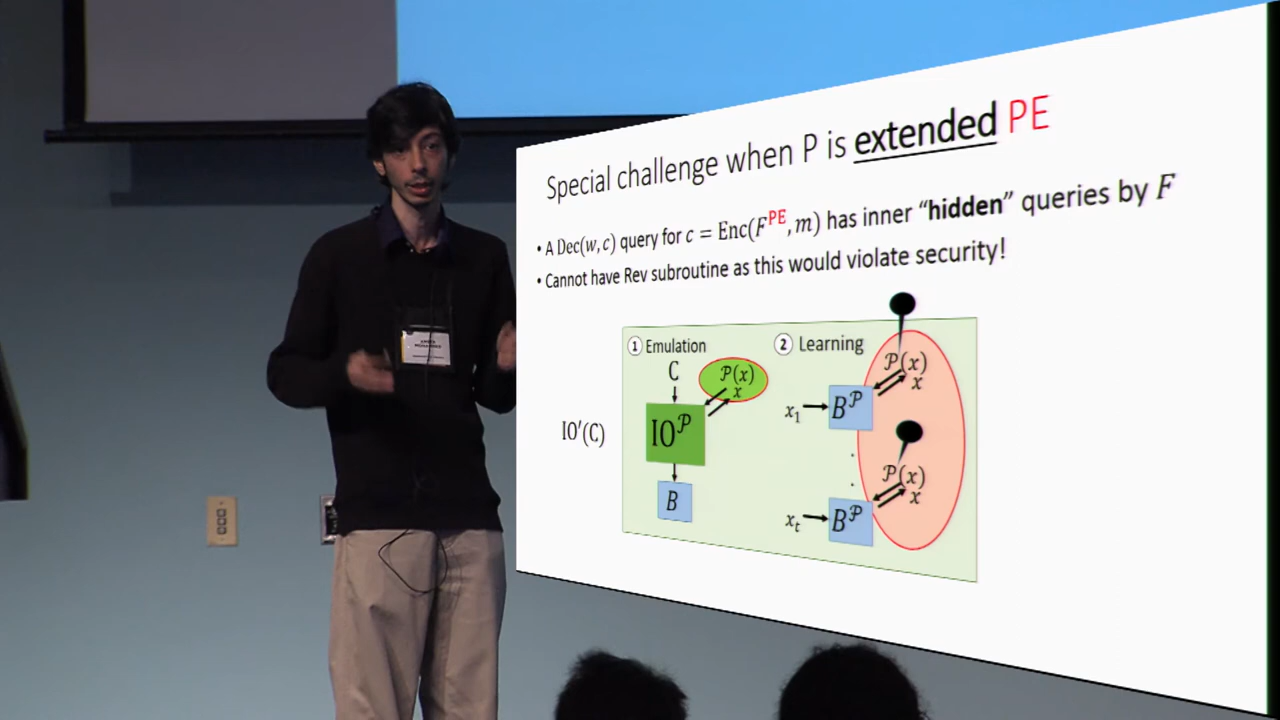 Special challenge when P is extended PE
• A Dec(w, c) query for c = Enc(F^PE, m) has inner “hidden” queries by F
• Cannot have Rev subroutine as this would violate security!
IO′(C)
① Emulation
C
𝒫(x)
x
IO^𝒫
B
② Learning
𝒫(x)
x
x₁
B^𝒫
.
.
𝒫(x)
x
xₜ
B^𝒫